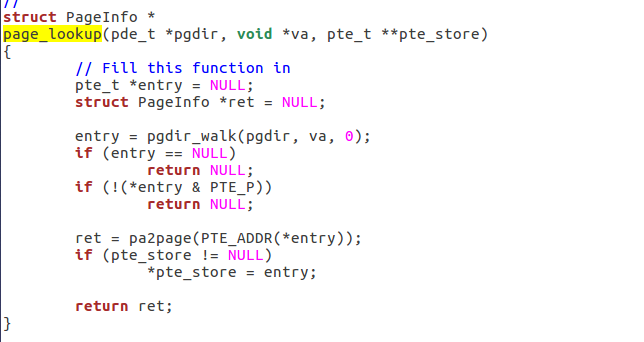 //
struct PageInfo *
page_lookup(pde_t *pgdir, void *va, pte_t **pte_store)
{
        // Fill this function in
        pte_t *entry = NULL;
        struct PageInfo *ret = NULL;

        entry = pgdir_walk(pgdir, va, 0);
        if (entry == NULL)
                return NULL;
        if (!(*entry & PTE_P))
                return NULL;

        ret = pa2page(PTE_ADDR(*entry));
        if (pte_store != NULL)
                *pte_store = entry;

        return ret;
}